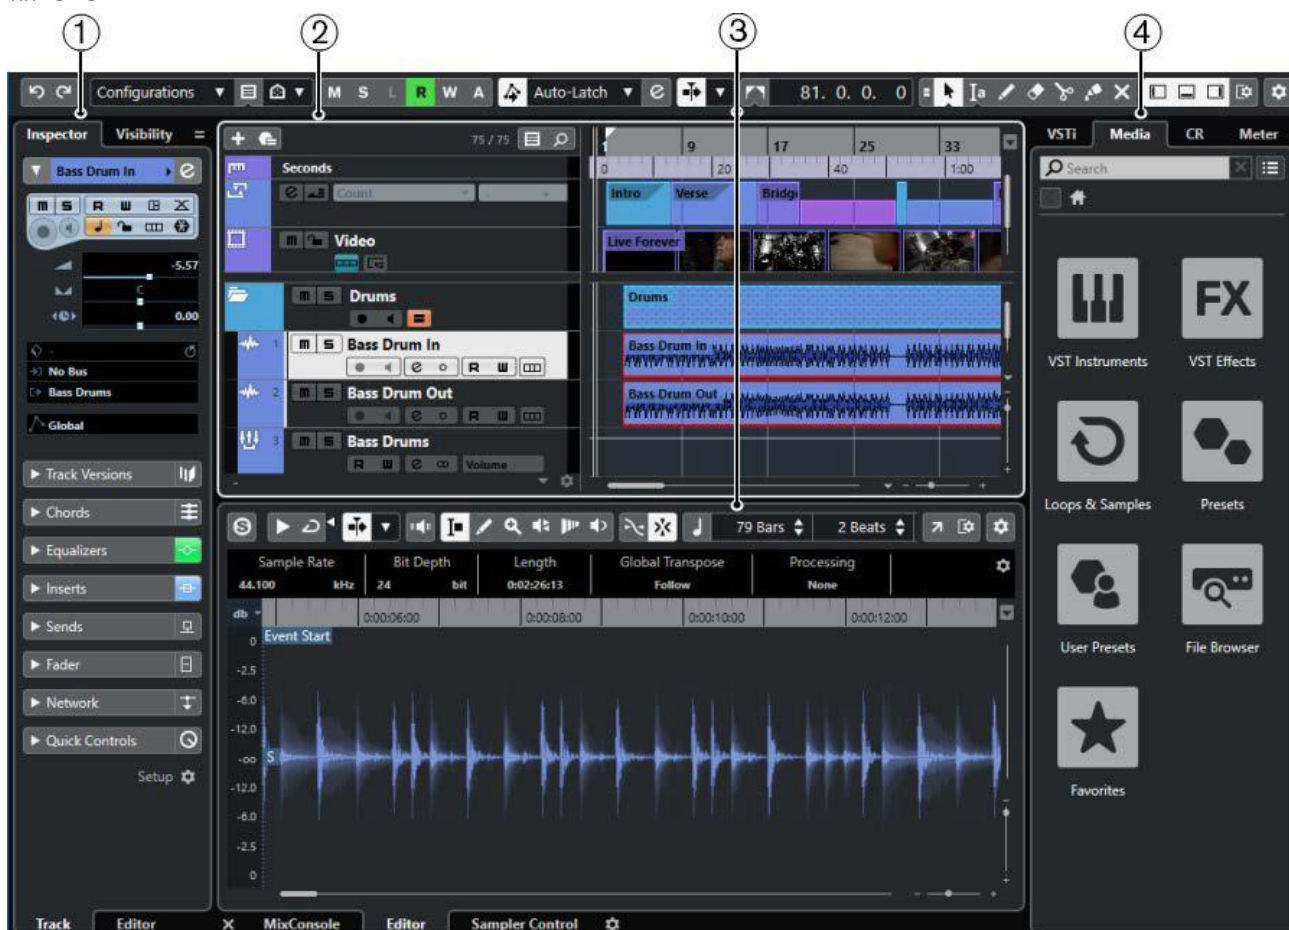 1 2 3 4
Configurations M S L R W A Auto-Latch 81. 0. 0. 0
Inspector Visibility
Bass Drum In
m S R W
-5.57
C
0.00
-
No Bus
Bass Drums
Global
Track Versions
Chords
Equalizers
Inserts
Sends
Fader
Network
Quick Controls
Setup
Track Editor
75 / 75
Seconds
Count
m Video
m S Drums
1 m S Bass Drum In
R W
2 m S Bass Drum Out
R W
3 m S Bass Drums
R W Volume
1 9 17 25 33
0 20 40 1:00
Intro Verse Bridge
Live Forever
Drums
Bass Drum In
Bass Drum Out
79 Bars 2 Beats
Sample Rate Bit Depth Length Global Transpose Processing
44.100 kHz 24 bit 0:02:26:13 Follow None
db 0:00:06:00 0:00:08:00 0:00:10:00 0:00:12:00
Event Start
0
-2.5
-6.0
-12.0
-oo S
-12.0
-6.0
-2.5
0
MixConsole Editor Sampler Control
VSTi Media CR Meter
Search
VST Instruments
FX
VST Effects
Loops & Samples
Presets
User Presets
File Browser
Favorites